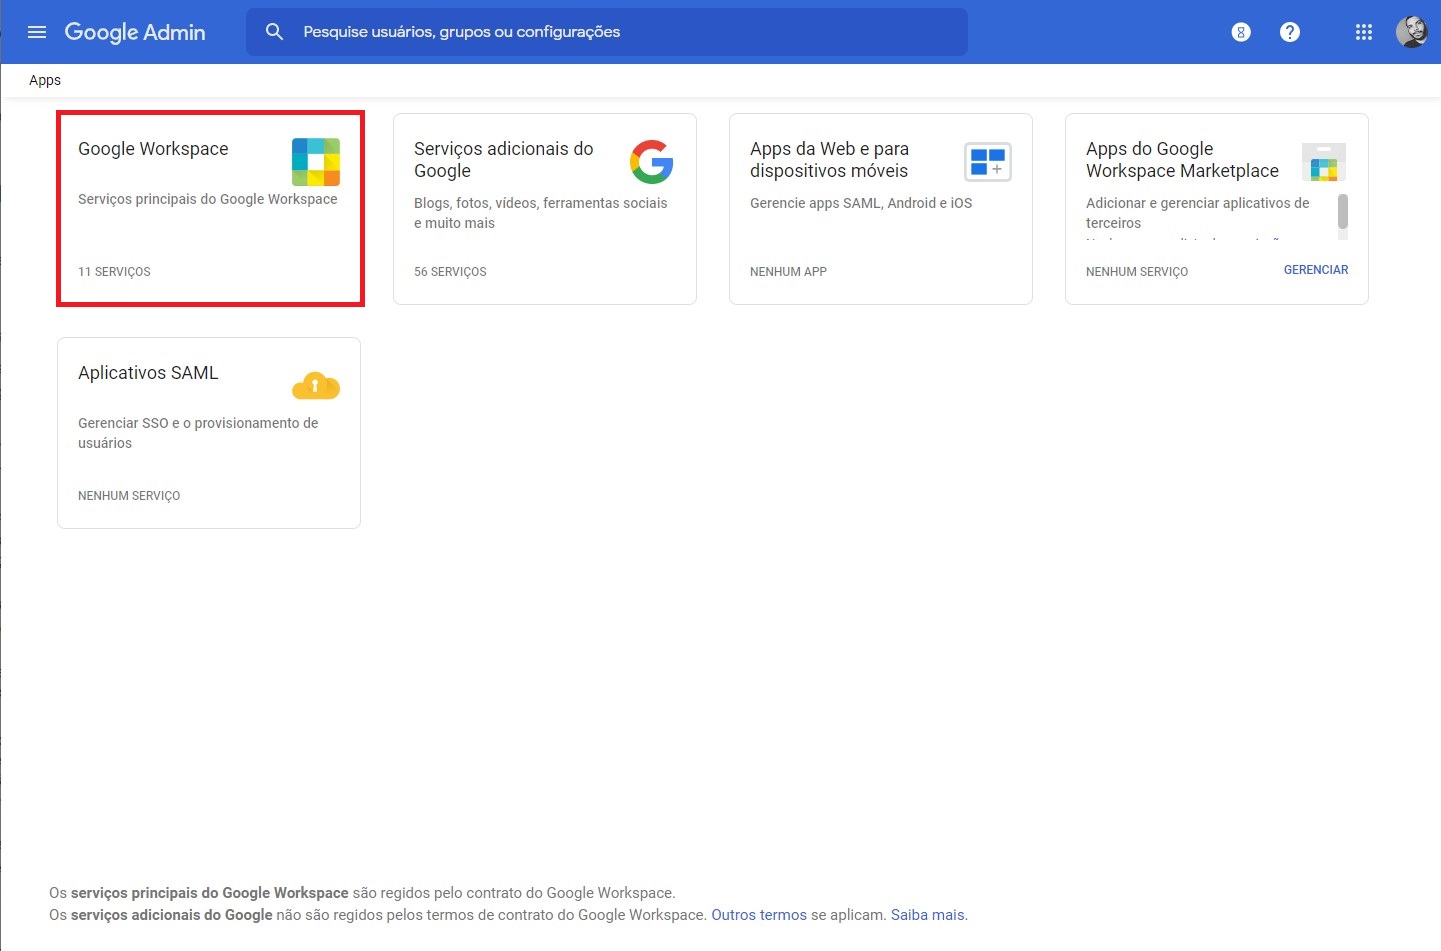 Google Admin
Pesquise usuários, grupos ou configurações
Apps
Google Workspace
Serviços principais do Google Workspace
11 SERVIÇOS
Serviços adicionais do
Google
Blogs, fotos, vídeos, ferramentas sociais
e muito mais
56 SERVIÇOS
Apps da Web e para
dispositivos móveis
Gerencie apps SAML, Android e iOS
NENHUM APP
Apps do Google
Workspace Marketplace
Adicionar e gerenciar aplicativos de
terceiros
NENHUM SERVIÇO
GERENCIAR
Aplicativos SAML
Gerenciar SSO e o provisionamento de
usuários
NENHUM SERVIÇO
Os serviços principais do Google Workspace são regidos pelo contrato do Google Workspace.
Os serviços adicionais do Google não são regidos pelos termos de contrato do Google Workspace. Outros termos se aplicam. Saiba mais.